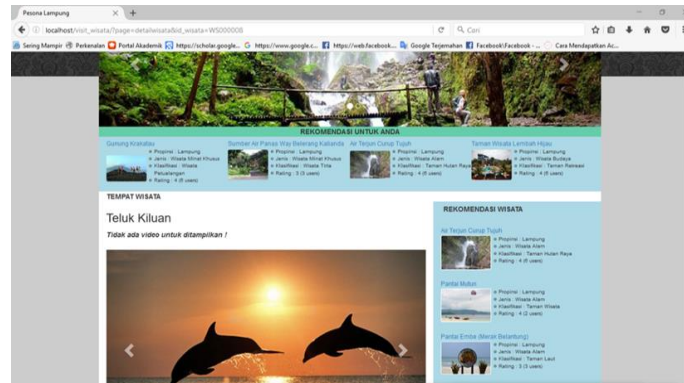 Pesona Lampung
localhost/visit_wisata/?page=detailwisata&id_wisata=WS000006
Cari
Sering Mampir
Perkenalan
Portal Akademik
https://scholar.google...
https://www.google.c...
https://web.facebook....
Google Terjemahan
Facebook\Facebook - ...
Cara Mendapatkan Ac...
REKOMENDASI UNTUK ANDA
Gunung Krakatau
Propinsi : Lampung
Jenis : Wisata Minat Khusus
Klasifikasi : Wisata
Petualangan
Rating : 4 (6 users)
Sumber Air Panas Way Belerang Kalianda
Propinsi : Lampung
Jenis : Wisata Minat Khusus
Klasifikasi : Wisata Tirta
Rating : 3 (3 users)
Air Terjun Curup Tujuh
Propinsi : Lampung
Jenis : Wisata Alam
Klasifikasi : Taman Hutan Raya
Rating : 4 (6 users)
Taman Wisata Lembah Hijau
Propinsi : Lampung
Jenis : Wisata Budaya
Klasifikasi : Taman Rekreasi
Rating : 4 (6 users)
TEMPAT WISATA
Teluk Kiluan
Tidak ada video untuk ditampilkan !
REKOMENDASI WISATA
Air Terjun Curup Tujuh
Propinsi : Lampung
Jenis : Wisata Alam
Klasifikasi : Taman Hutan Raya
Rating : 4 (6 users)
Pantai Mutun
Propinsi : Lampung
Jenis : Wisata Alam
Klasifikasi : Taman Wisata
Rating : 4 (3 users)
Pantai Embe (Merak Belantung)
Propinsi : Lampung
Jenis : Wisata Alam
Klasifikasi : Taman Laut
Rating : 3 (3 users)